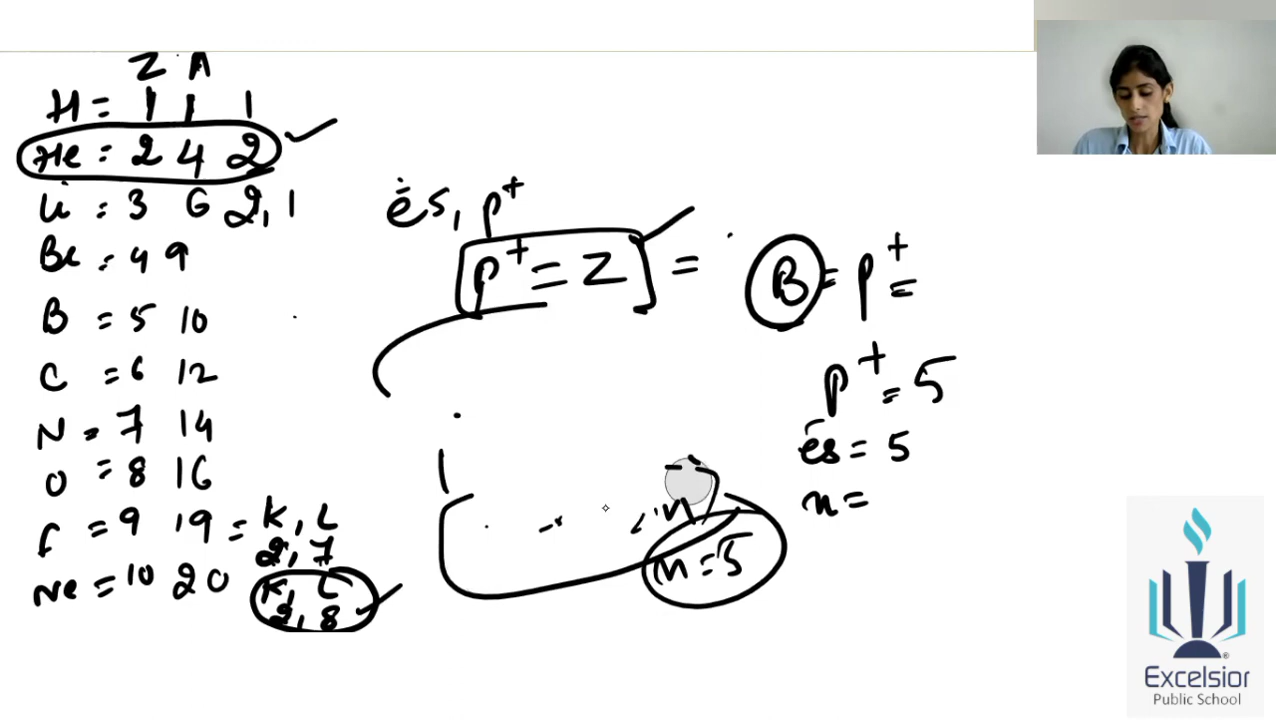 Z A
H = 1 1 1
He = 2 4 2
Li = 3 6 2, 1
Be = 4 9
B = 5 10
C = 6 12
N = 7 14
O = 8 16
F = 9 19 = K, L
2, 7
Ne = 10 20 K, L
2, 8
ēs, p+
p+ = Z =
B = p+ =
p+ = 5
ēs = 5
n =
n = 5
Excelsior
Public School